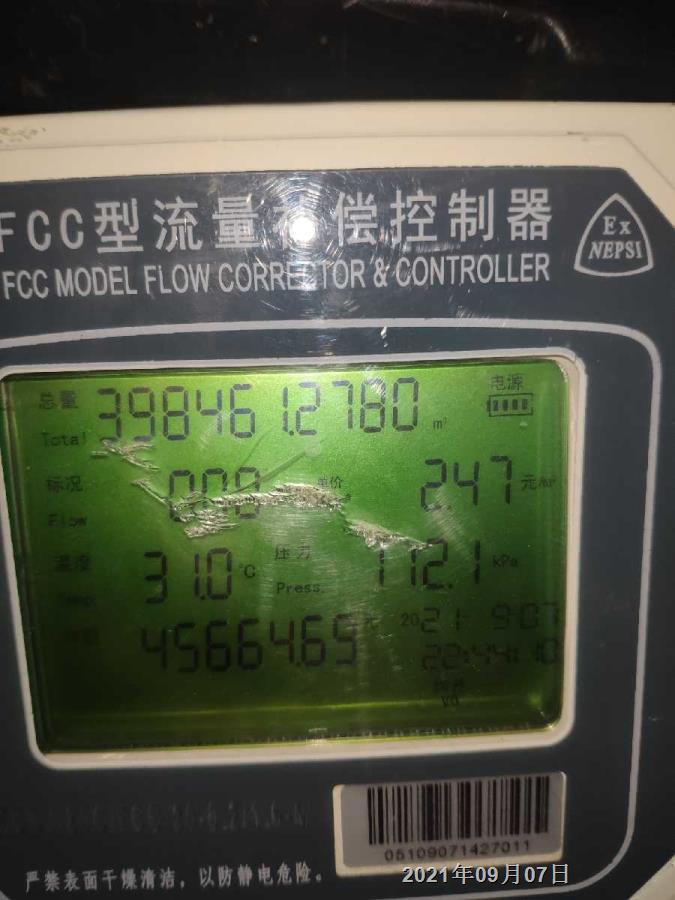 FCC型流量补偿控制器
FCC MODEL FLOW CORRECTOR & CONTROLLER
Ex
NEPSI
总量 398461.2780 m³ 电源
Total
标况 单价 2.47 元/m³
Flow
温度 31.0 °C 压力 112.1 kPa
Press.
45664.65 元 2021- 9-07
22:44:10
05109071427011
严禁表面干燥清洁，以防静电危险。
2021年09月07日